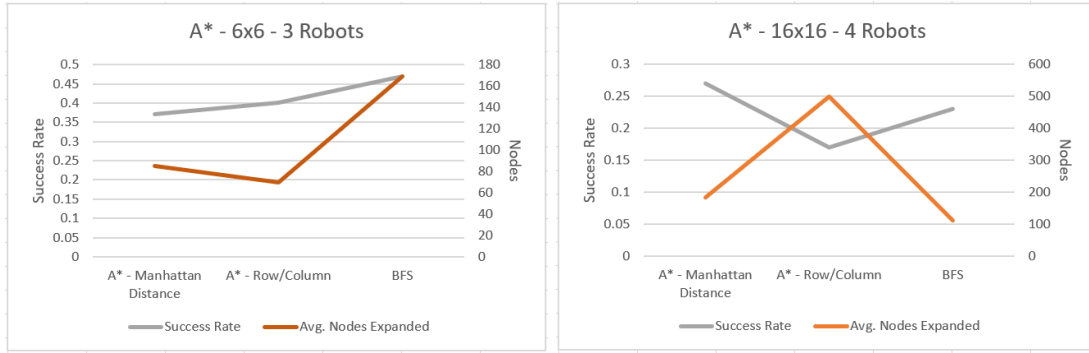 A* - 6x6 - 3 Robots
0.5
0.45
0.4
0.35
0.3
0.25
0.2
0.15
0.1
0.05
0
Success Rate
180
160
140
120
100
80
60
40
20
0
Nodes
A* - Manhattan
Distance
A* - Row/Column
BFS
Success Rate
Avg. Nodes Expanded
A* - 16x16 - 4 Robots
0.3
0.25
0.2
0.15
0.1
0.05
0
Success Rate
600
500
400
300
200
100
0
Nodes
A* - Manhattan
Distance
A* - Row/Column
BFS
Success Rate
Avg. Nodes Expanded